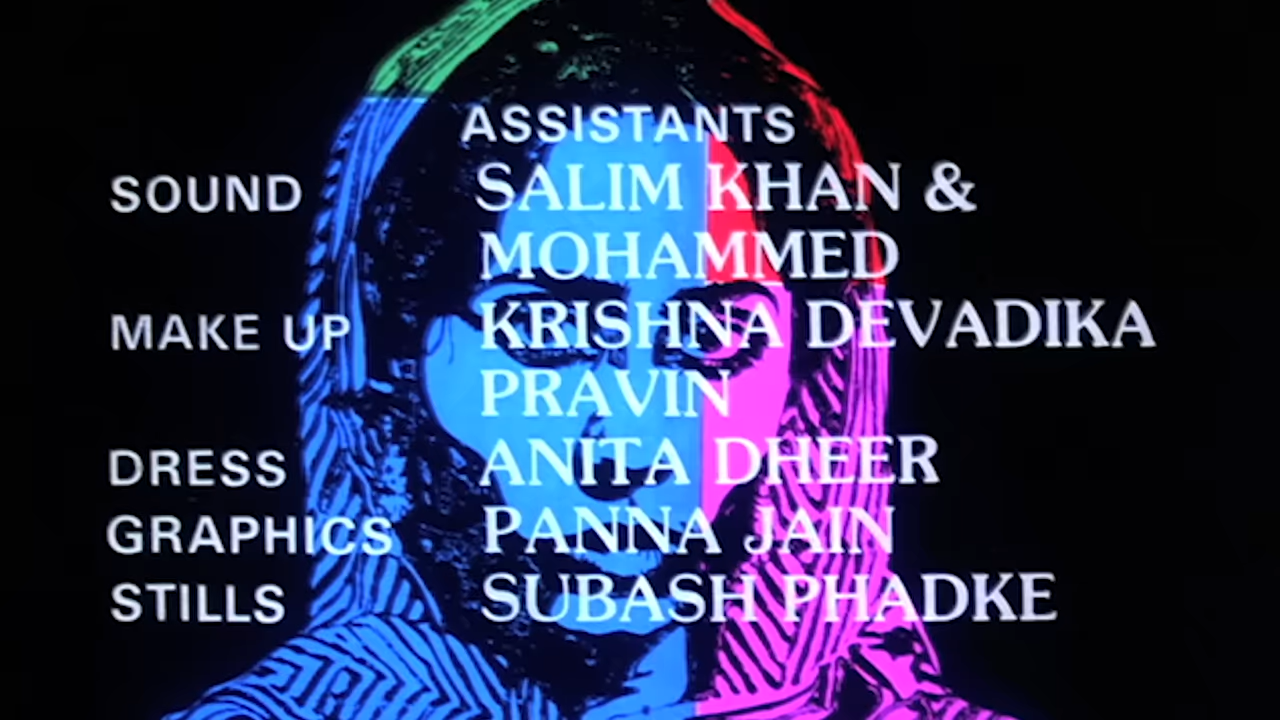 ASSISTANTS
SOUND SALIM KHAN &
MOHAMMED
MAKE UP KRISHNA DEVADIKA
PRAVIN
DRESS ANITA DHEER
GRAPHICS PANNA JAIN
STILLS SUBASH PHADKE